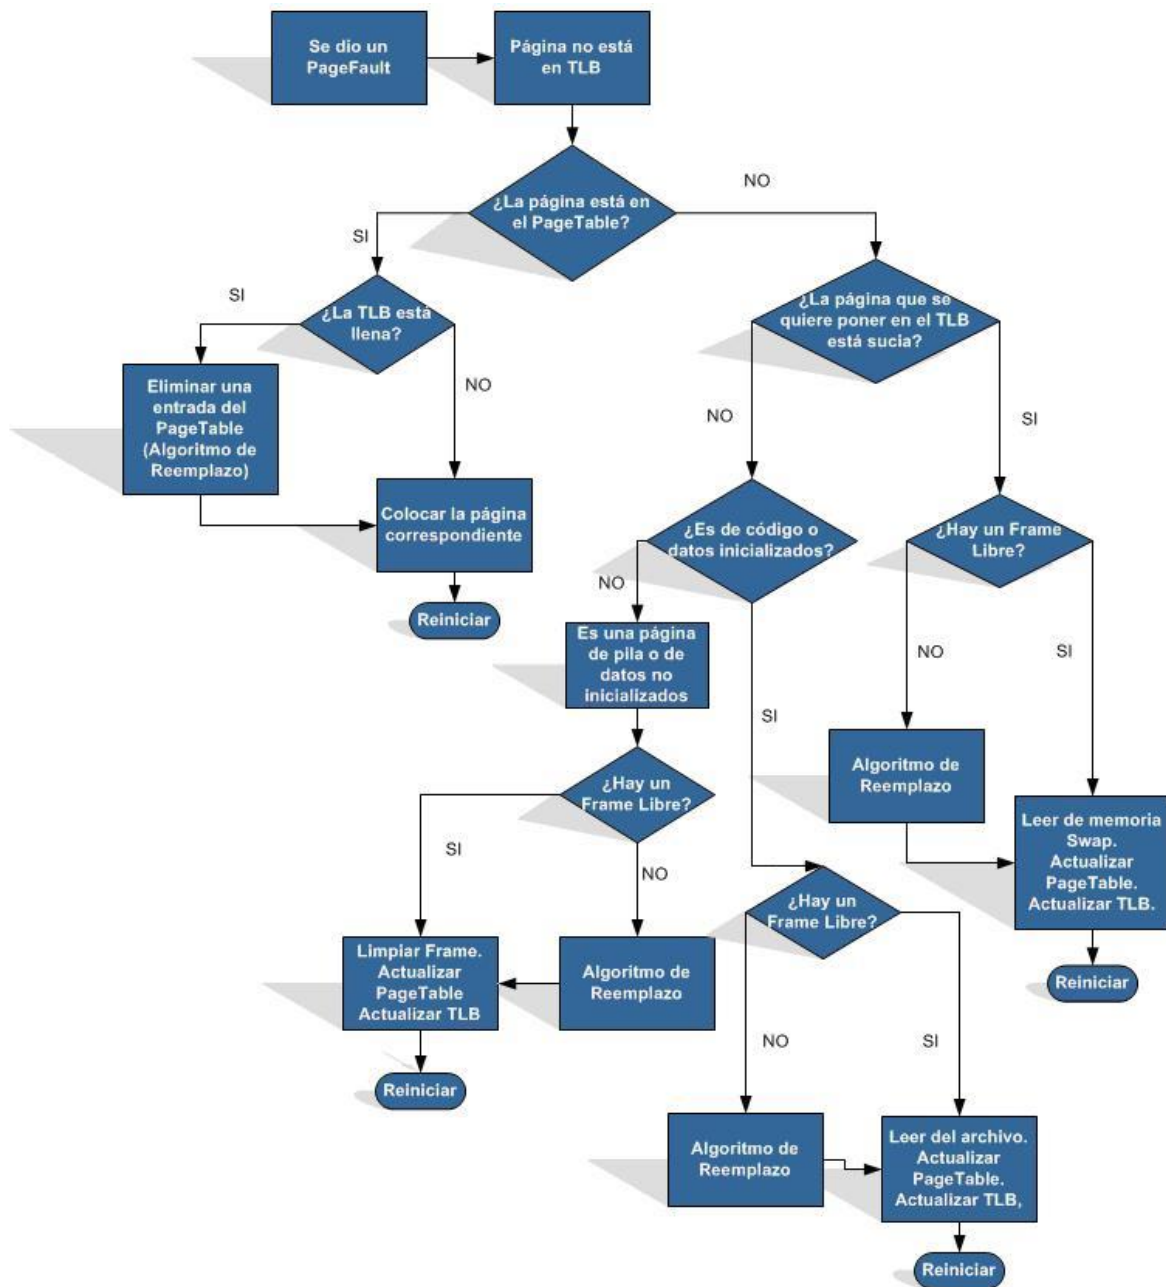 Se dio un
PageFault
Página no está
en TLB
¿La página está en
el PageTable?
NO
SI
¿La TLB está
llena?
SI
NO
¿La página que se
quiere poner en el TLB
está sucia?
NO
SI
Eliminar una
entrada del
PageTable
(Algoritmo de
Reemplazo)
Colocar la página
correspondiente
Reiniciar
¿Es de código o
datos inicializados?
NO
SI
¿Hay un Frame
Libre?
NO
SI
Es una página
de pila o de
datos no
inicializados
¿Hay un
Frame Libre?
SI
NO
Algoritmo de
Reemplazo
Leer de memoria
Swap.
Actualizar
PageTable.
Actualizar TLB.
Reiniciar
Limpiar Frame.
Actualizar
PageTable
Actualizar TLB
Algoritmo de
Reemplazo
Reiniciar
¿Hay un
Frame Libre?
NO
SI
Algoritmo de
Reemplazo
Leer del archivo.
Actualizar
PageTable.
Actualizar TLB,
Reiniciar